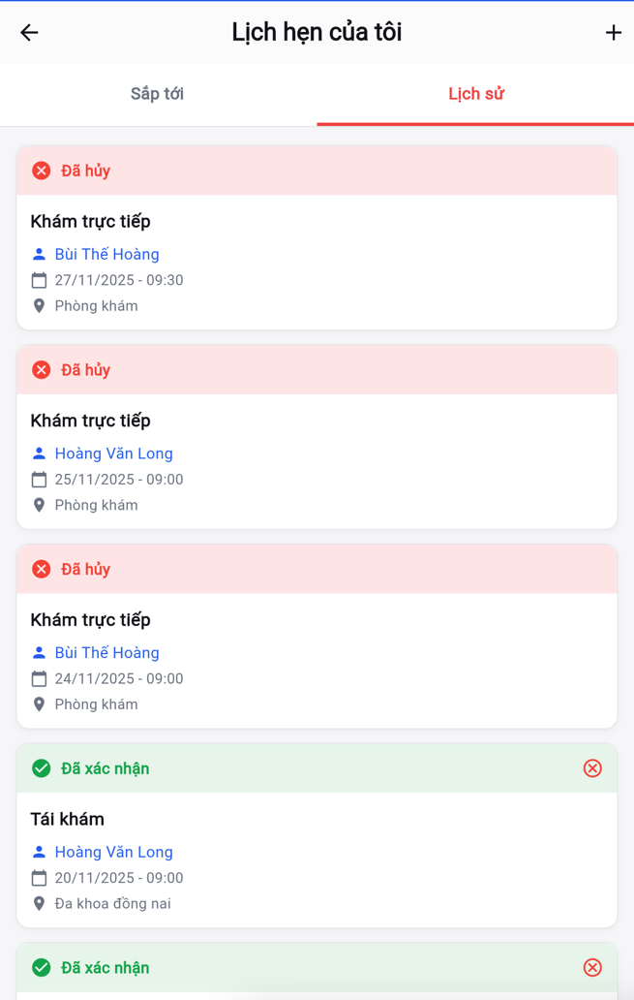 Lịch hẹn của tôi
Sắp tới
Lịch sử
Đã hủy
Khám trực tiếp
Bùi Thế Hoàng
27/11/2025 - 09:30
Phòng khám
Đã hủy
Khám trực tiếp
Hoàng Văn Long
25/11/2025 - 09:00
Phòng khám
Đã hủy
Khám trực tiếp
Bùi Thế Hoàng
24/11/2025 - 09:00
Phòng khám
Đã xác nhận
Tái khám
Hoàng Văn Long
20/11/2025 - 09:00
Đa khoa đồng nai
Đã xác nhận